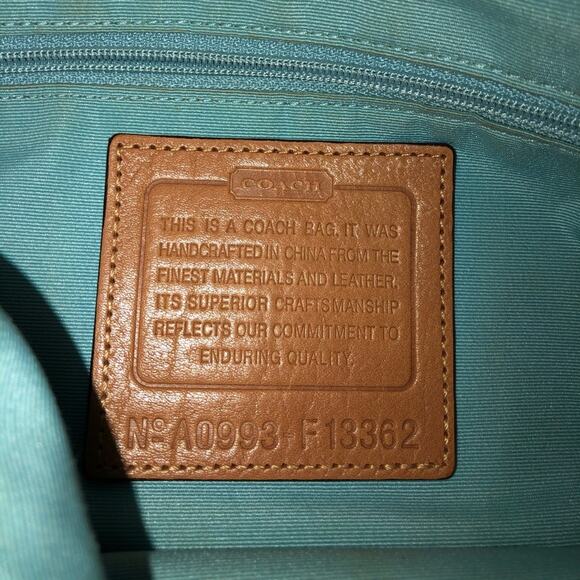 COACH
THIS IS A COACH BAG. IT WAS
HANDCRAFTED IN CHINA FROM THE
FINEST MATERIALS AND LEATHER.
ITS SUPERIOR CRAFTSMANSHIP
REFLECTS OUR COMMITMENT TO
ENDURING QUALITY.
Nº A0993-F13362